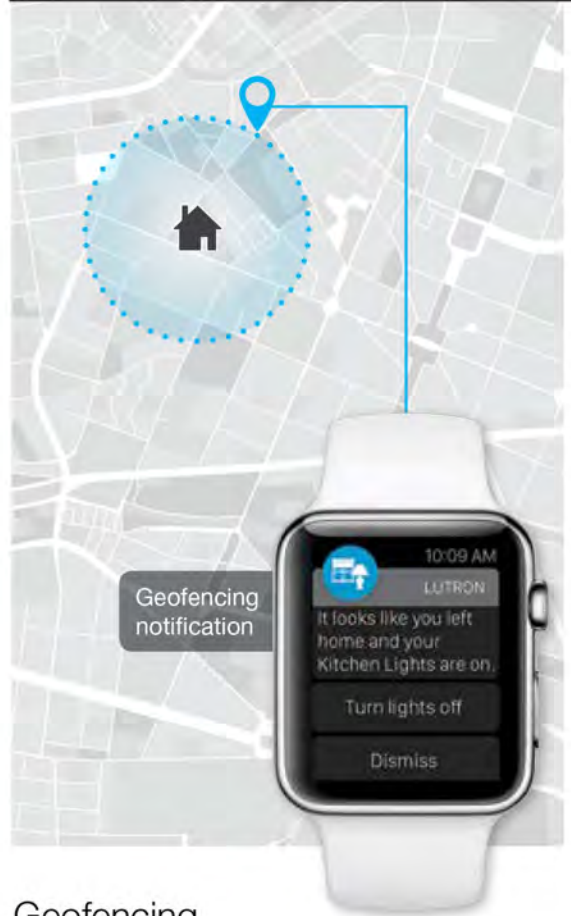 10:09 AM
LUTRON
It looks like you left
home and your
Kitchen Lights are on.
Turn lights off
Dismiss
Geofencing
notification
Geofencing